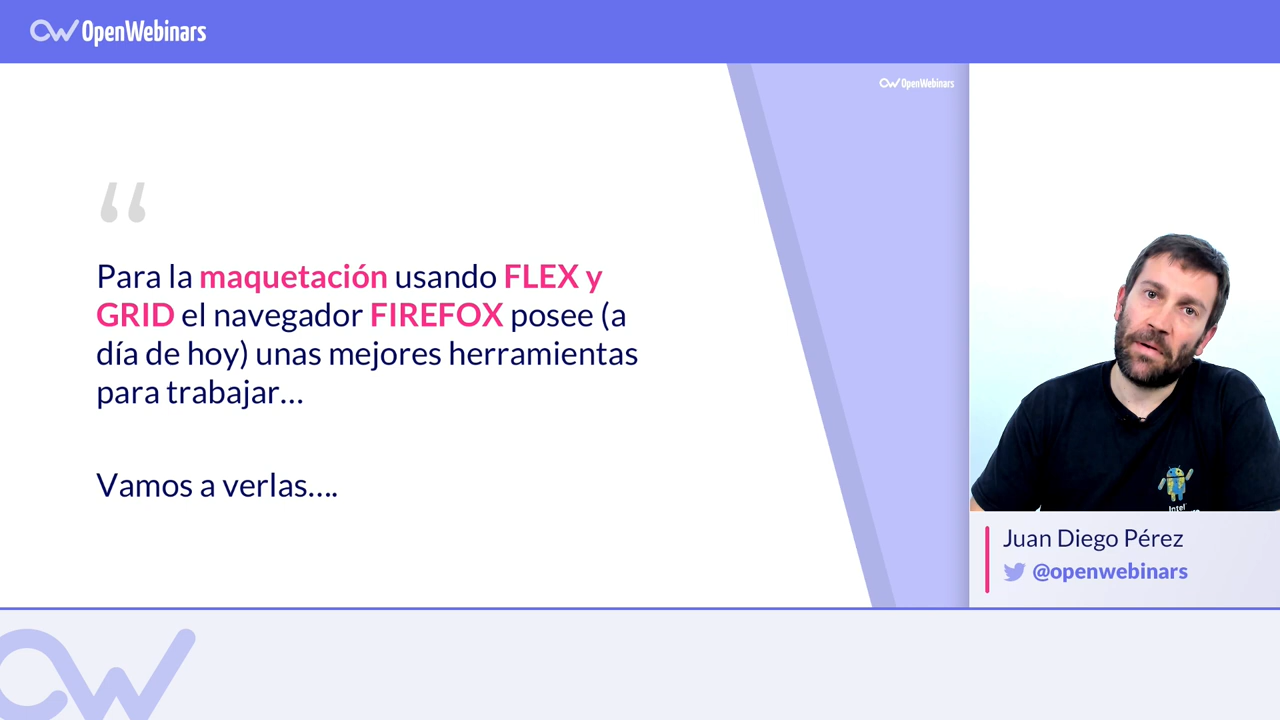 OpenWebinars
OpenWebinars
“
Para la maquetación usando FLEX y
GRID el navegador FIREFOX posee (a
día de hoy) unas mejores herramientas
para trabajar...
Vamos a verlas....
Intel
Juan Diego Pérez
@openwebinars